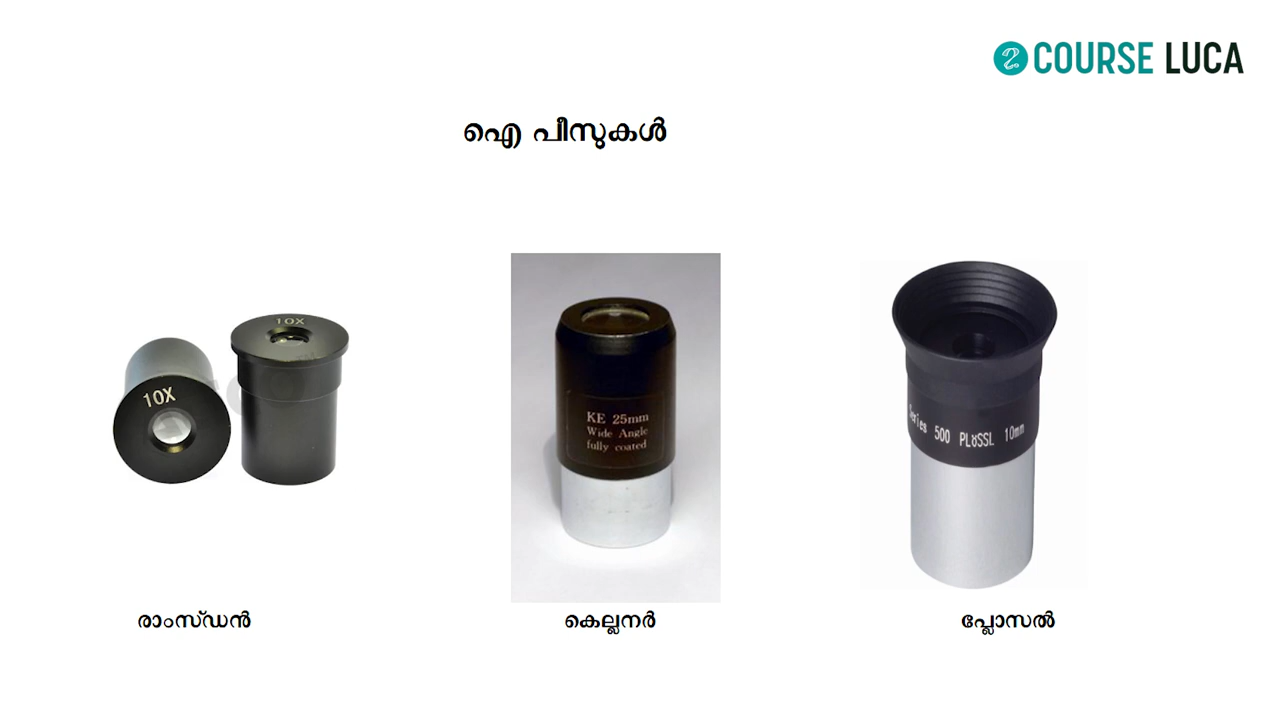 COURSE LUCA
ഐ പീസുകൾ
10X
10X
KE 25mm
Wide Angle
fully coated
Series 500 PLÖSSL 10mm
രാംസ്ഡൻ
കെല്ലനർ
പ്ലോസൽ